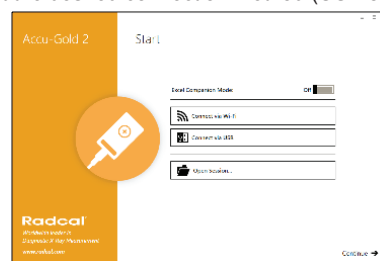 Accu-Gold 2
Start
Excel Companion Mode:
Off
Connect via Wi-Fi
Connect via USB
Open Session...
Radcal
Worldwide leader in
Diagnostic X-Ray Measurement
www.radcal.com
Continue →